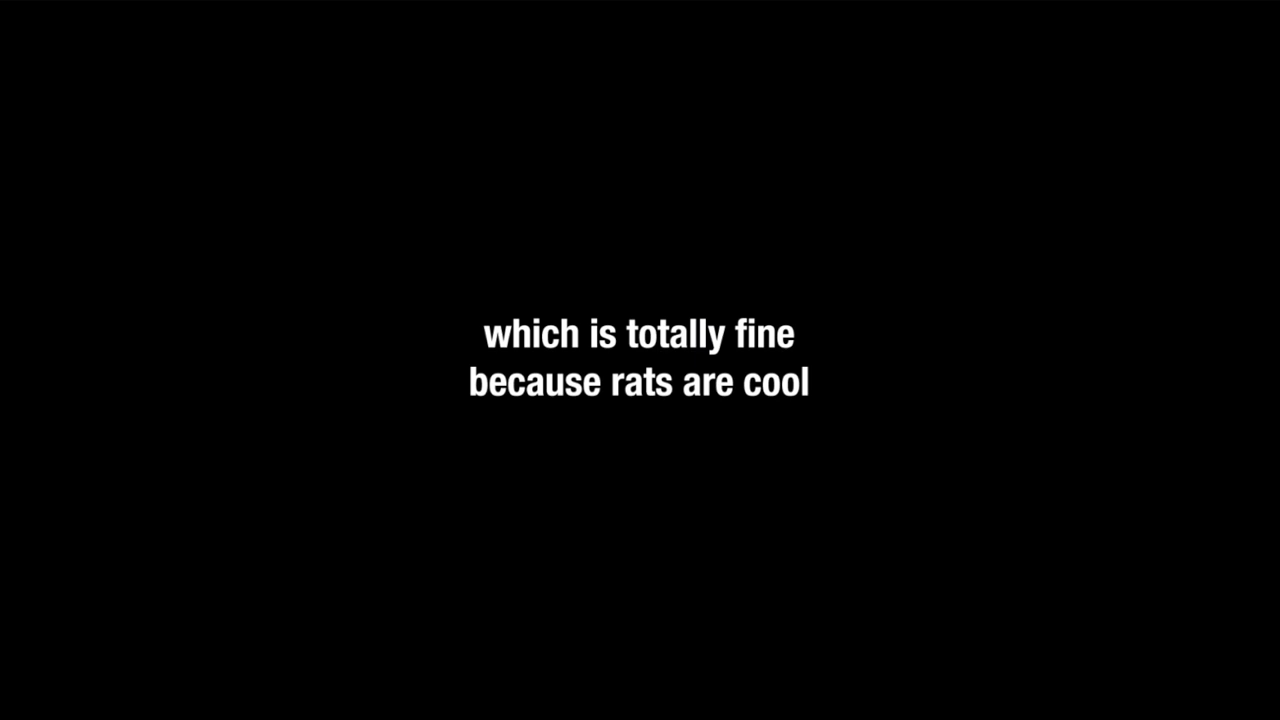 which is totally fine
because rats are cool